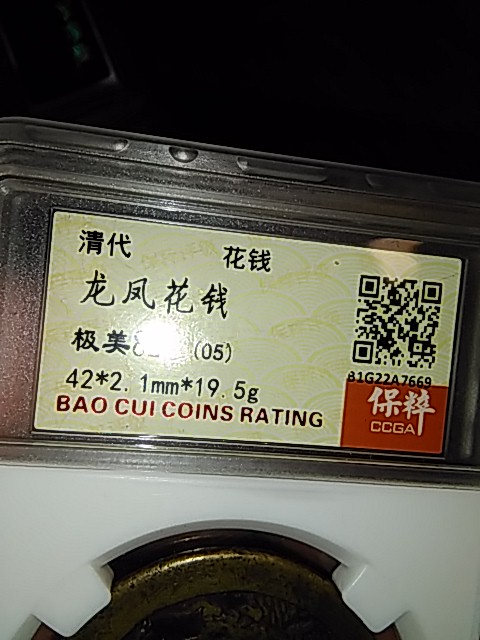 清代 花钱
龙凤花钱
极美8 (05)
42*2.1mm*19.5g
BAO CUI COINS RATING
81G22A7669
保粹
CCGA